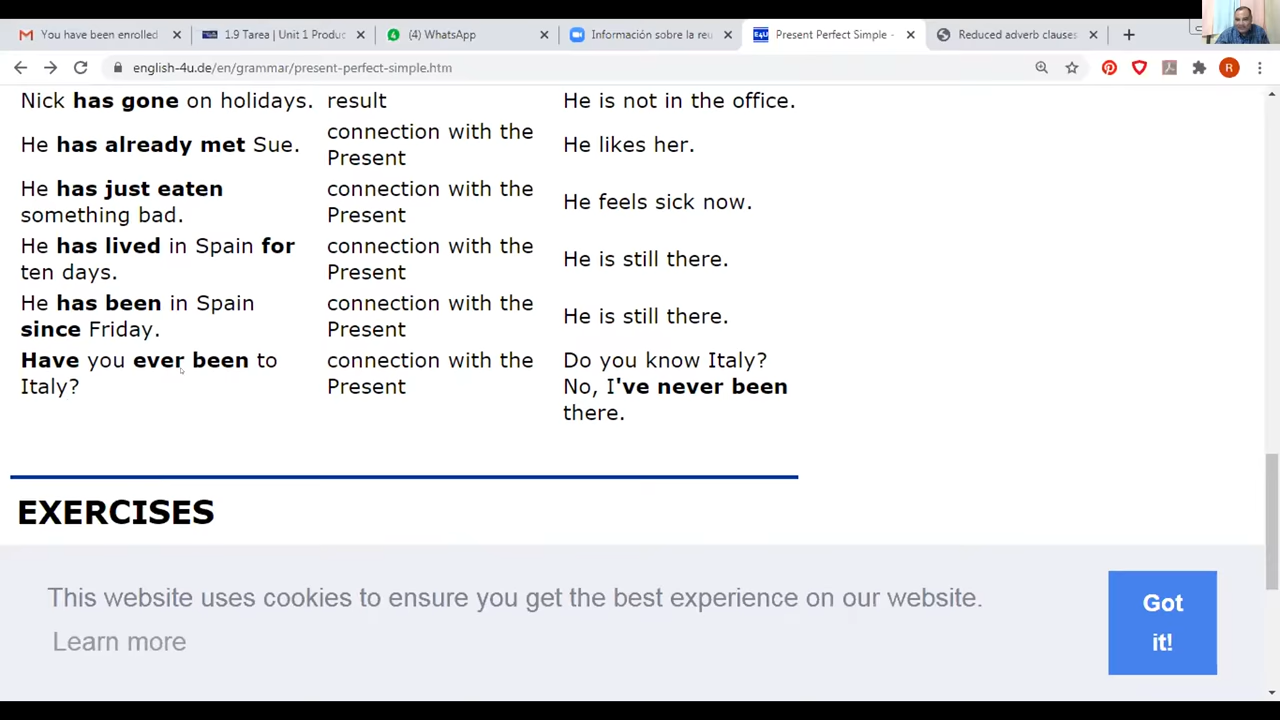 You have been enrolled
1.9 Tarea | Unit 1 Produc
(4) WhatsApp
Información sobre la reu
Present Perfect Simple -
Reduced adverb clauses
english-4u.de/en/grammar/present-perfect-simple.htm
R
Nick has gone on holidays. result He is not in the office.
He has already met Sue. connection with the Present He likes her.
He has just eaten something bad. connection with the Present He feels sick now.
He has lived in Spain for ten days. connection with the Present He is still there.
He has been in Spain since Friday. connection with the Present He is still there.
Have you ever been to Italy? connection with the Present Do you know Italy?
No, I've never been there.
EXERCISES
This website uses cookies to ensure you get the best experience on our website.
Learn more
Got
it!